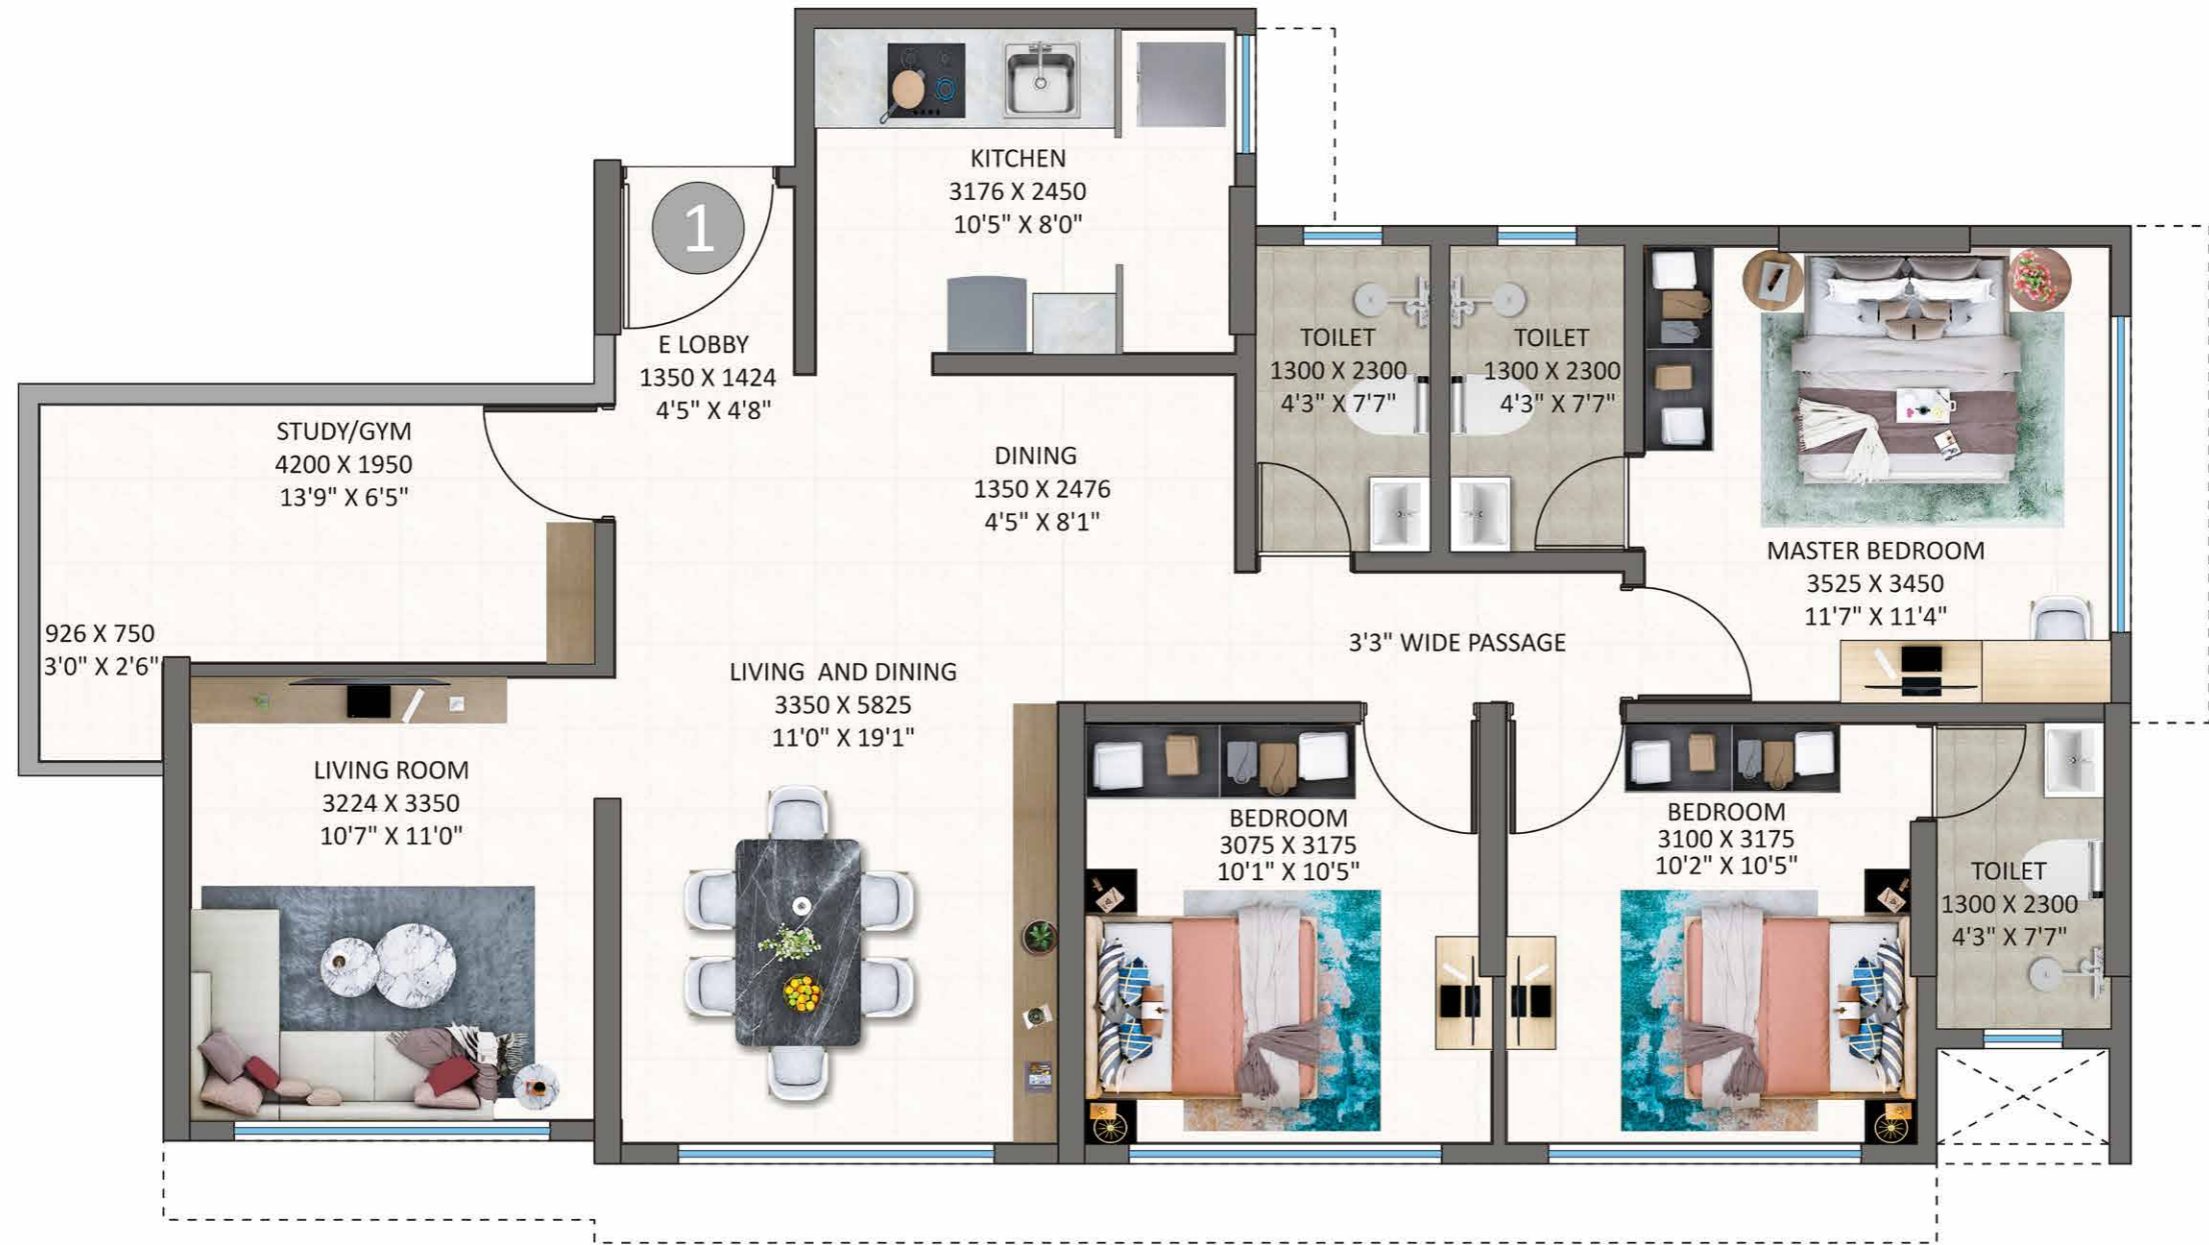 KITCHEN
3176 X 2450
10'5" X 8'0"
1
E LOBBY
1350 X 1424
4'5" X 4'8"
TOILET
1300 X 2300
4'3" X 7'7"
TOILET
1300 X 2300
4'3" X 7'7"
STUDY/GYM
4200 X 1950
13'9" X 6'5"
DINING
1350 X 2476
4'5" X 8'1"
MASTER BEDROOM
3525 X 3450
11'7" X 11'4"
926 X 750
3'0" X 2'6"
3'3" WIDE PASSAGE
LIVING AND DINING
3350 X 5825
11'0" X 19'1"
LIVING ROOM
3224 X 3350
10'7" X 11'0"
BEDROOM
3075 X 3175
10'1" X 10'5"
BEDROOM
3100 X 3175
10'2" X 10'5"
TOILET
1300 X 2300
4'3" X 7'7"